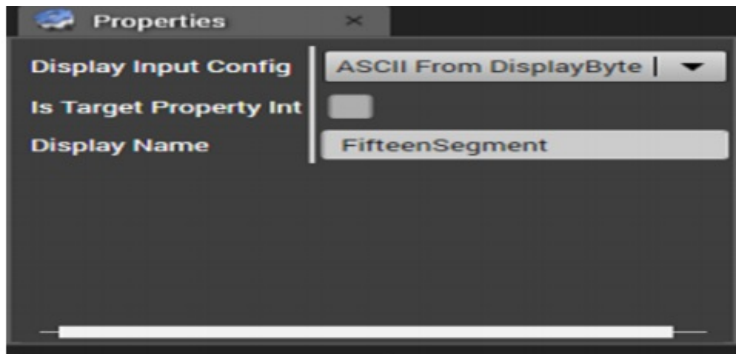 Properties
Display Input Config ASCII From DisplayByte |
Is Target Property Int
Display Name FifteenSegment